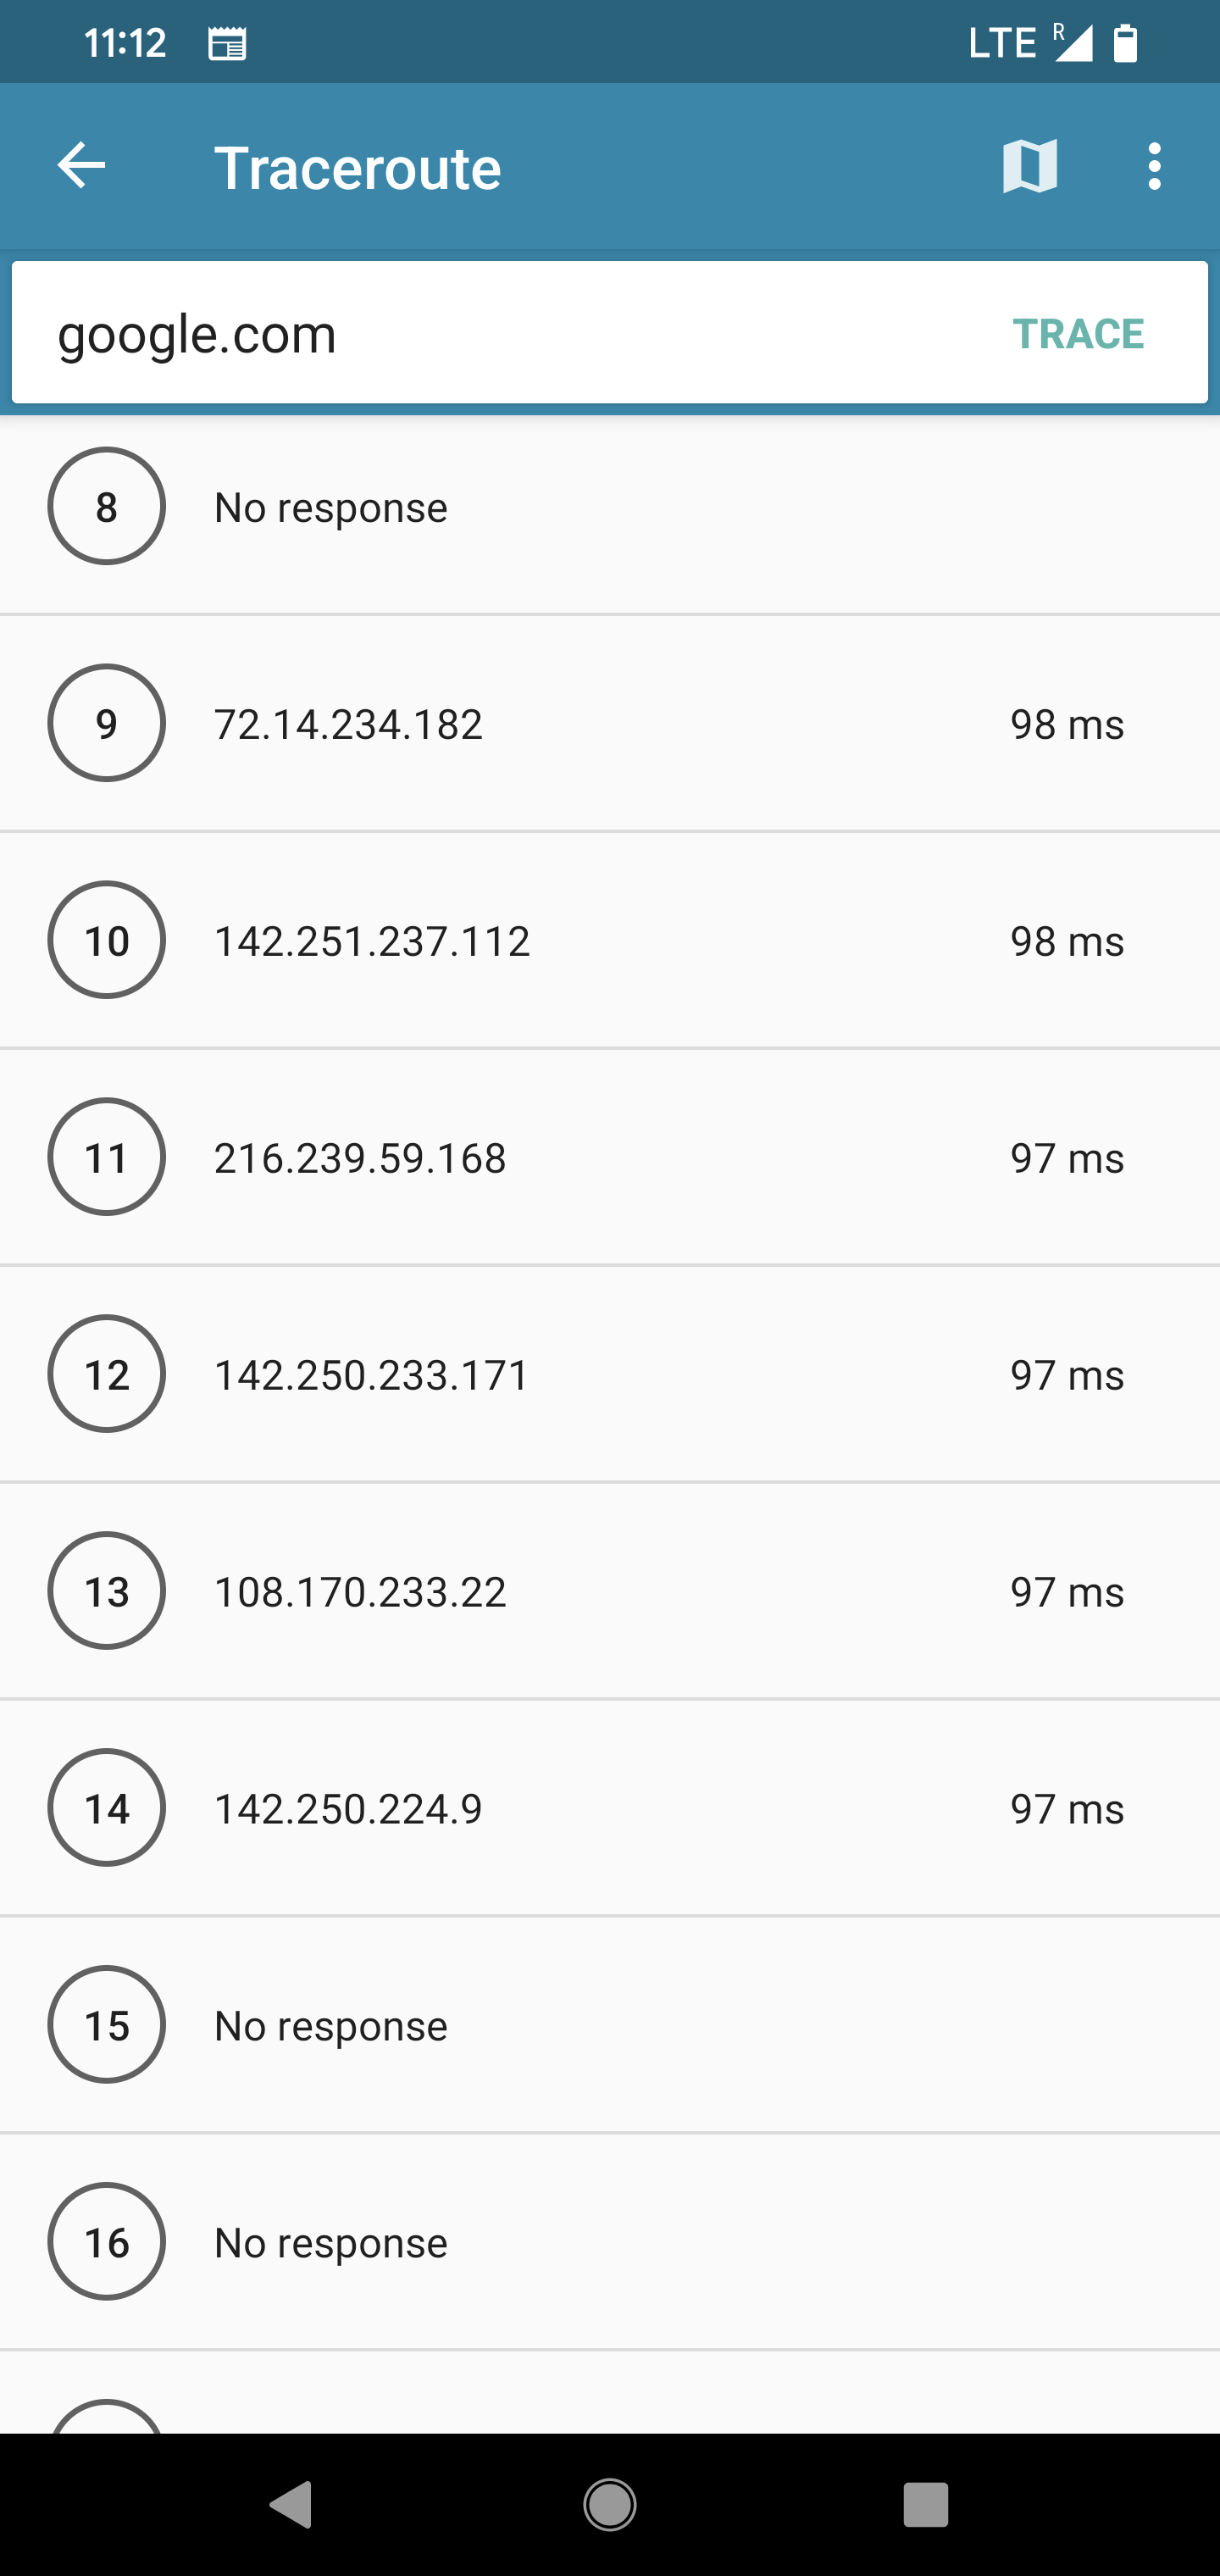 11:12 LTE R
Traceroute
google.com TRACE
8 No response
9 72.14.234.182 98 ms
10 142.251.237.112 98 ms
11 216.239.59.168 97 ms
12 142.250.233.171 97 ms
13 108.170.233.22 97 ms
14 142.250.224.9 97 ms
15 No response
16 No response